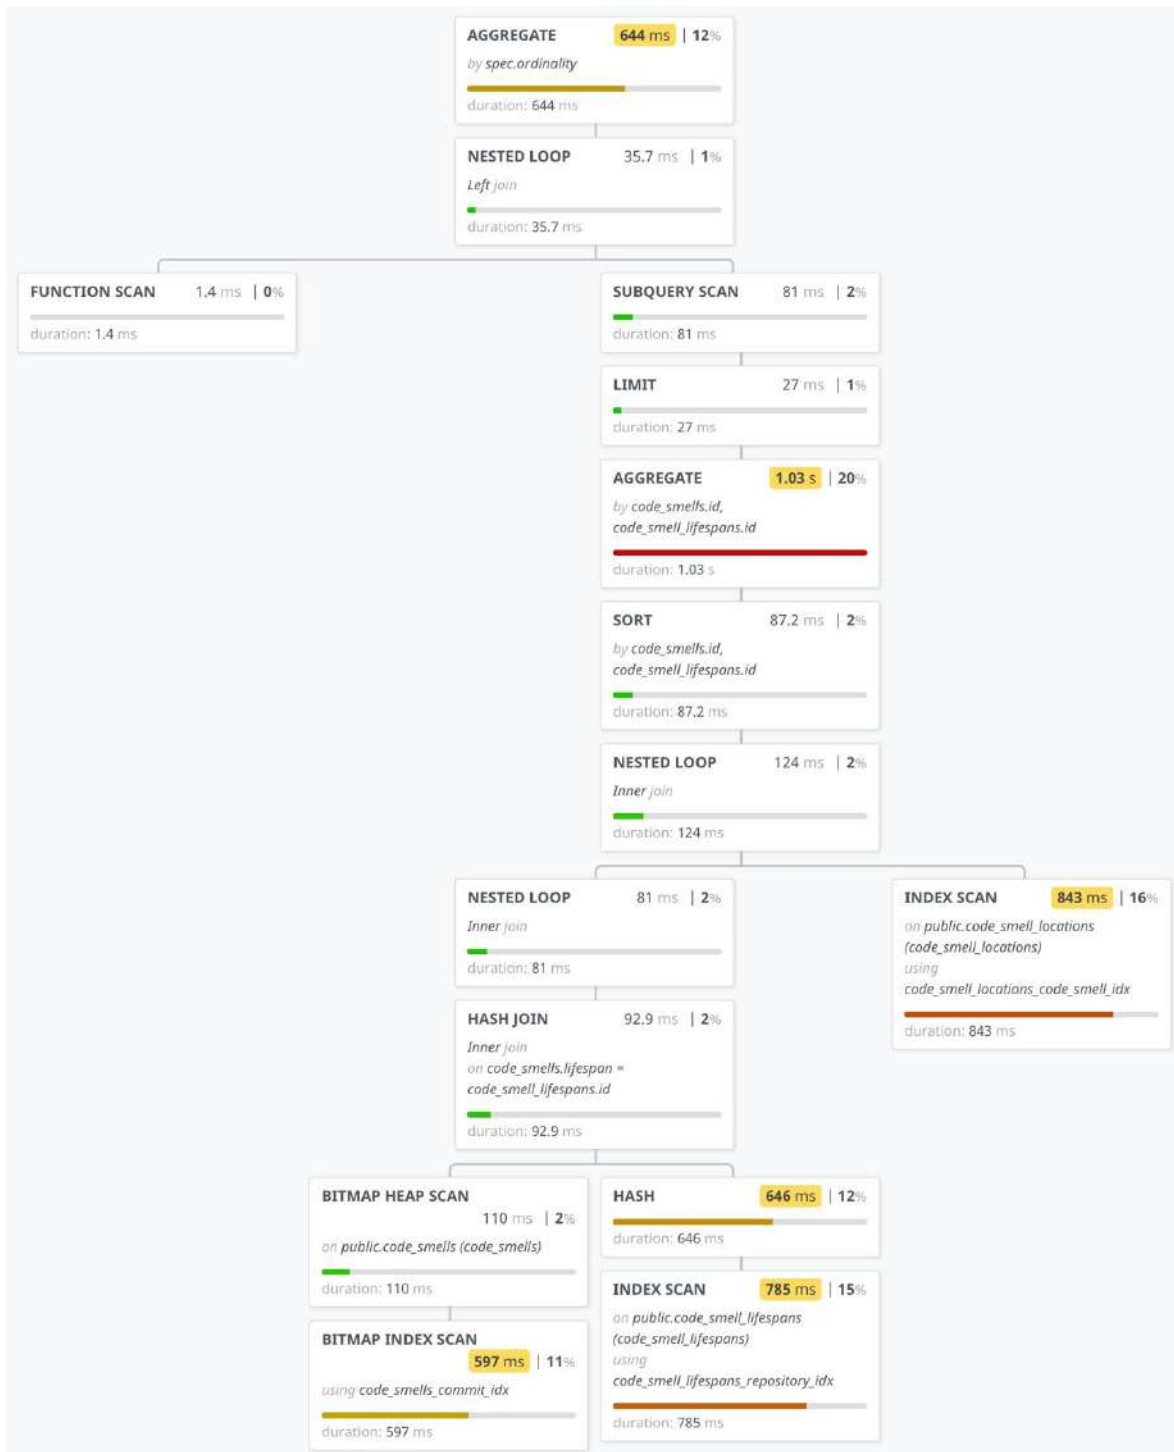 AGGREGATE 644 ms | 12%
by spec.ordinality
duration: 644 ms
NESTED LOOP 35.7 ms | 1%
Left join
duration: 35.7 ms
FUNCTION SCAN 1.4 ms | 0%
duration: 1.4 ms
SUBQUERY SCAN 81 ms | 2%
duration: 81 ms
LIMIT 27 ms | 1%
duration: 27 ms
AGGREGATE 1.03 s | 20%
by code_smells.id,
code_smell_lifespans.id
duration: 1.03 s
SORT 87.2 ms | 2%
by code_smells.id,
code_smell_lifespans.id
duration: 87.2 ms
NESTED LOOP 124 ms | 2%
Inner join
duration: 124 ms
NESTED LOOP 81 ms | 2%
Inner join
duration: 81 ms
INDEX SCAN 843 ms | 16%
on public.code_smell_locations
(code_smell_locations)
using
code_smell_locations_code_smell_idx
duration: 843 ms
HASH JOIN 92.9 ms | 2%
Inner join
on code_smells.lifespan =
code_smell_lifespans.id
duration: 92.9 ms
BITMAP HEAP SCAN
110 ms | 2%
on public.code_smells (code_smells)
duration: 110 ms
HASH 646 ms | 12%
duration: 646 ms
BITMAP INDEX SCAN
597 ms | 11%
using code_smells_commit_idx
duration: 597 ms
INDEX SCAN 785 ms | 15%
on public.code_smell_lifespans
(code_smell_lifespans)
using
code_smell_lifespans_repository_idx
duration: 785 ms